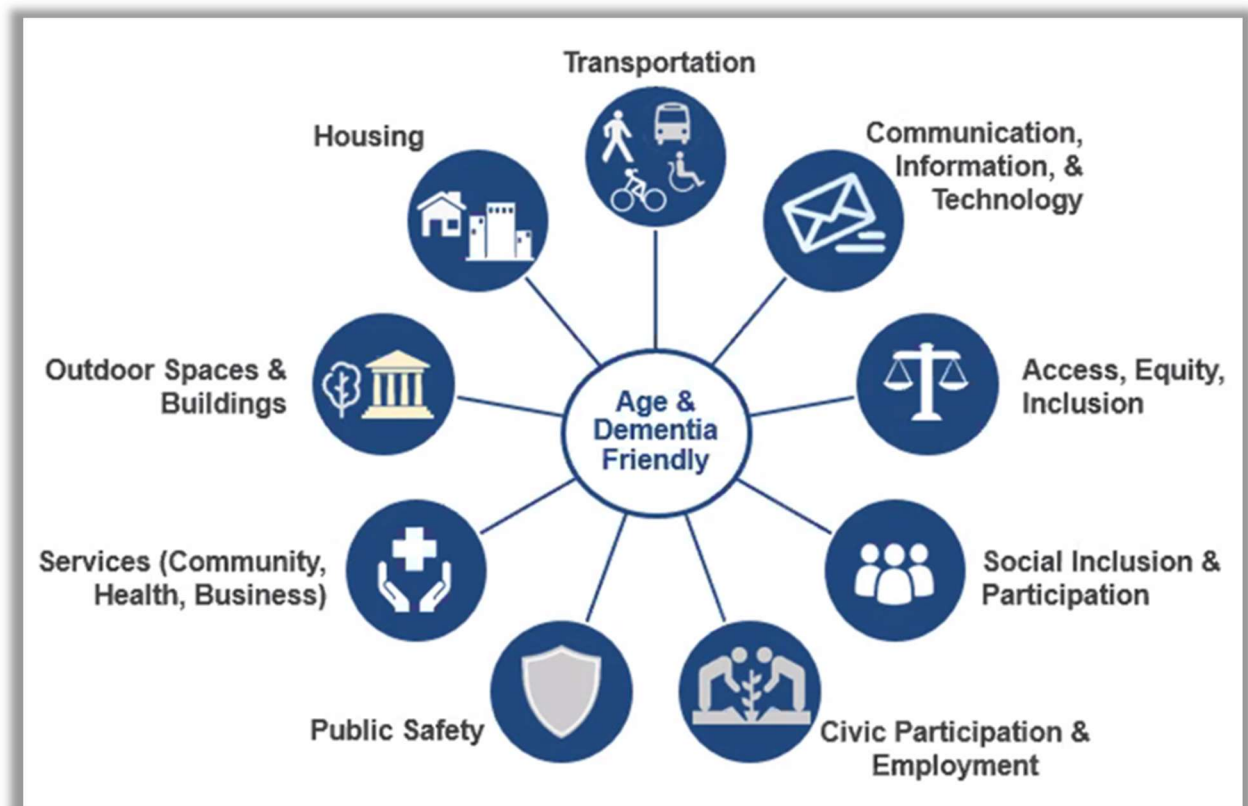 Transportation
Communication,
Information, &
Technology
Access, Equity,
Inclusion
Social Inclusion &
Participation
Civic Participation &
Employment
Public Safety
Services (Community,
Health, Business)
Outdoor Spaces &
Buildings
Housing
Age &
Dementia
Friendly